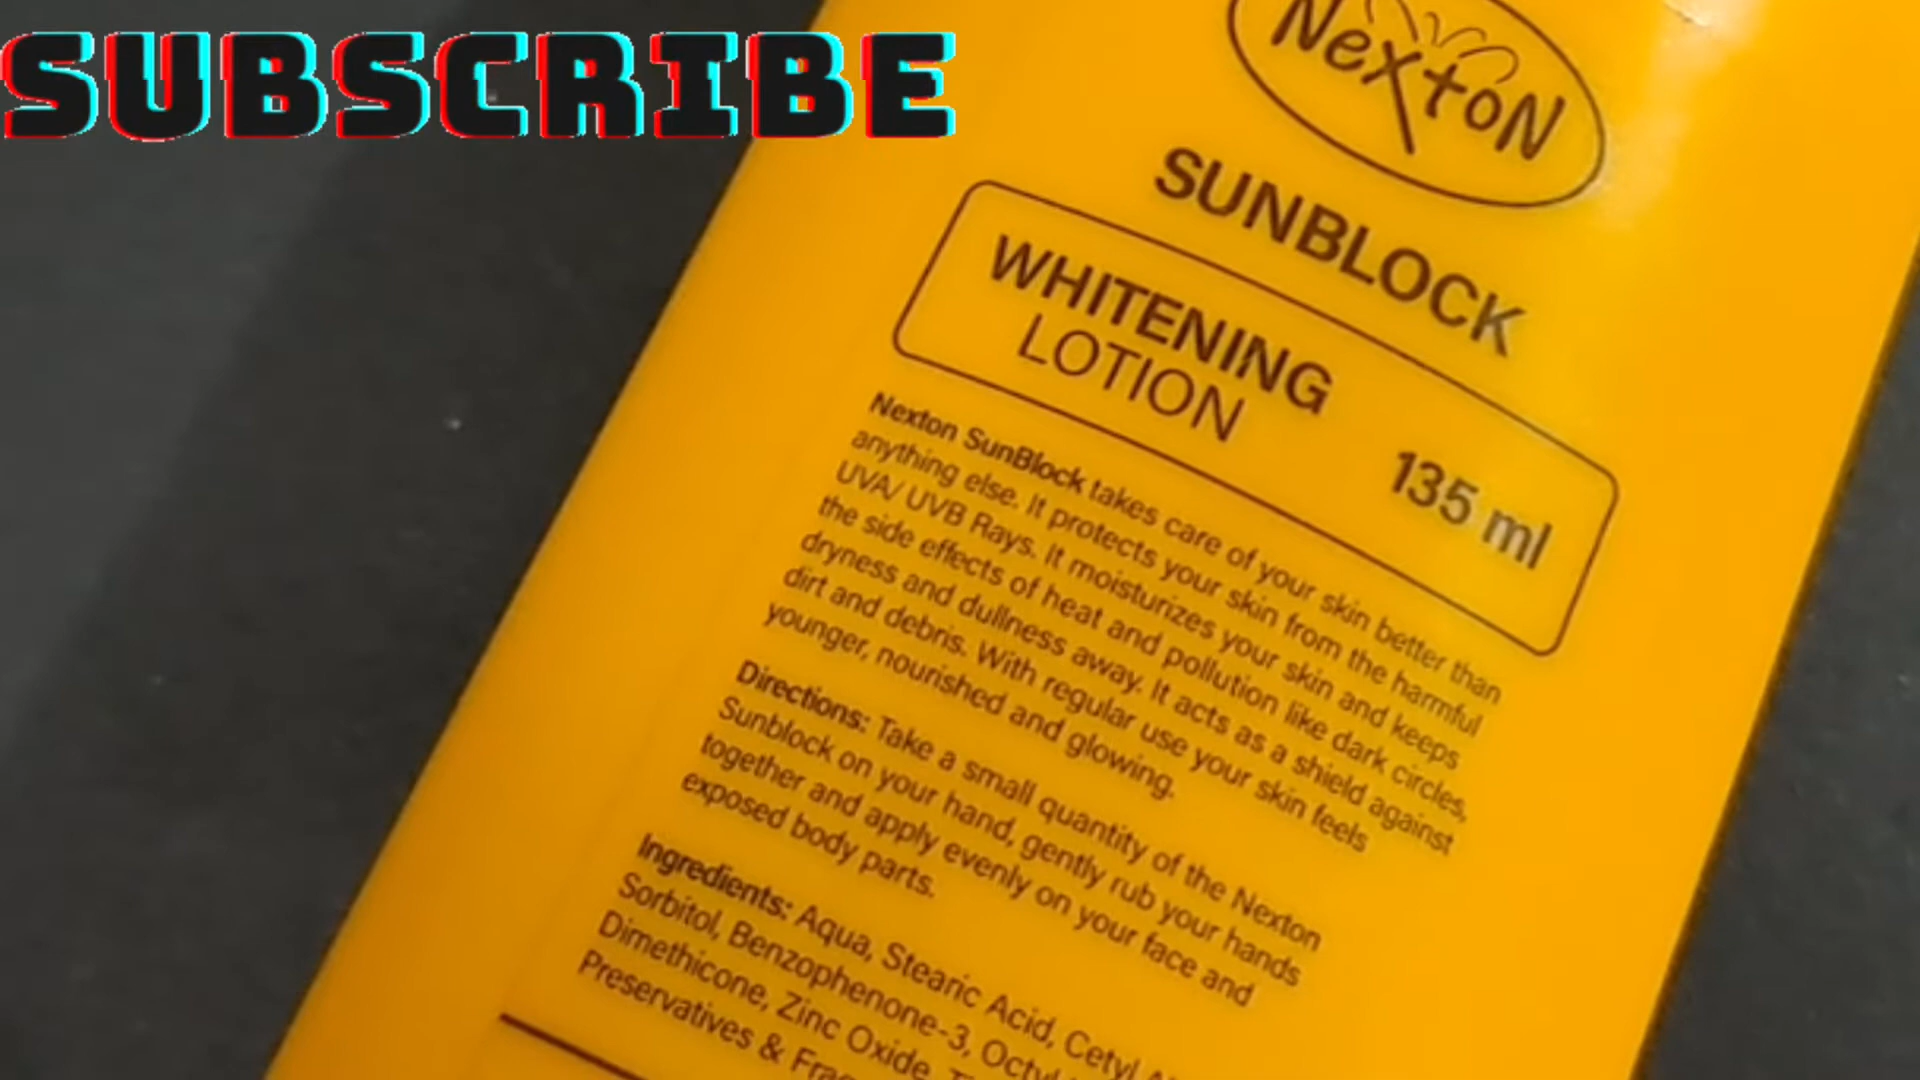 SUBSCRIBE
Nexton
SUNBLOCK
WHITENING
LOTION
135 ml
Nexton SunBlock takes care of your skin better than
anything else. It protects your skin from the harmful
UVA/ UVB Rays. It moisturizes your skin and keeps
the side effects of heat and pollution like dark circles,
dryness and dullness away. It acts as a shield against
dirt and debris. With regular use your skin feels
younger, nourished and glowing.
Directions: Take a small quantity of the Nexton
Sunblock on your hand, gently rub your hands
together and apply evenly on your face and
exposed body parts.
Ingredients: Aqua, Stearic Acid, Cetyl
Sorbitol, Benzophenone-3,
Dimethicone, Zinc Oxide,
Preservatives &